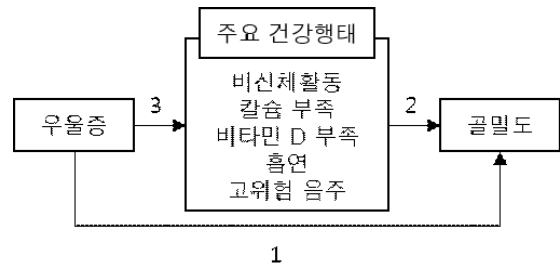 주요 건강행태
비신체활동
칼슘 부족
비타민 D 부족
흡연
고위험 음주
우울증
3
2
골밀도
1